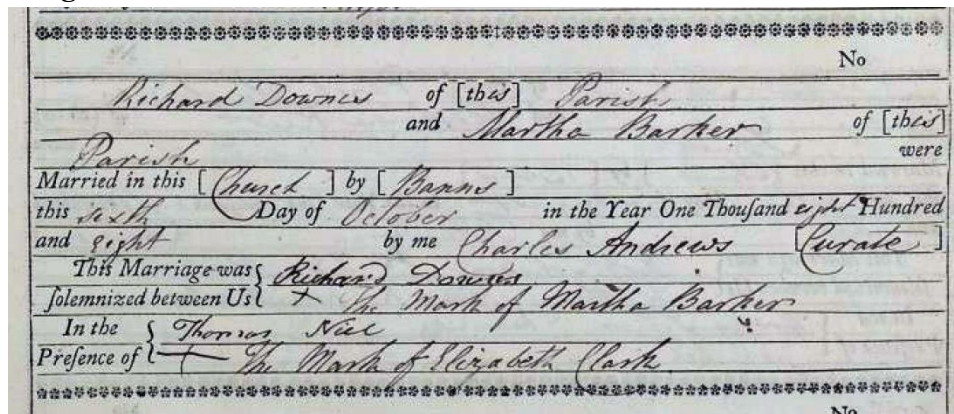 No
Richard Downes of [this] Parish
and Martha Barker of [this]
Parish were
Married in this [Church] by [Banns]
this sixth Day of October in the Year One Thouſand eight Hundred
and eight by me Charles Andrews [Curate]
This Marriage was Richard Downes
ſolemnized between Us X The Mark of Martha Barker
In the Thomas
Preſence of The Mark of Elizabeth Clark
No